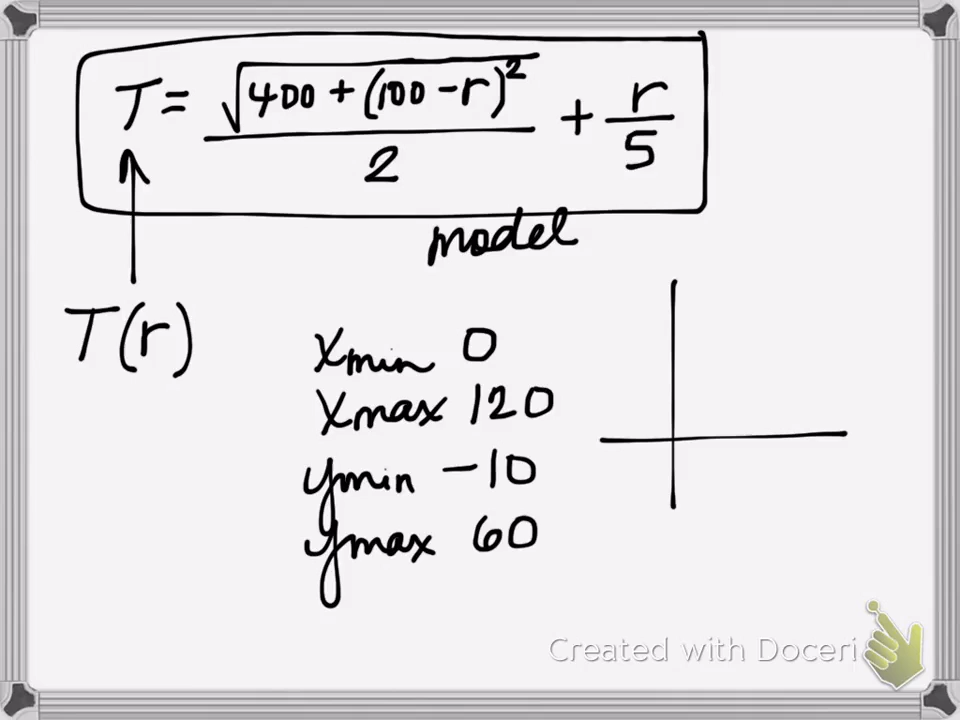 T = √(400 + (100 - r)²) / 2 + r/5
model
T(r)
xmin 0
xmax 120
ymin -10
ymax 60
Created with Doceri